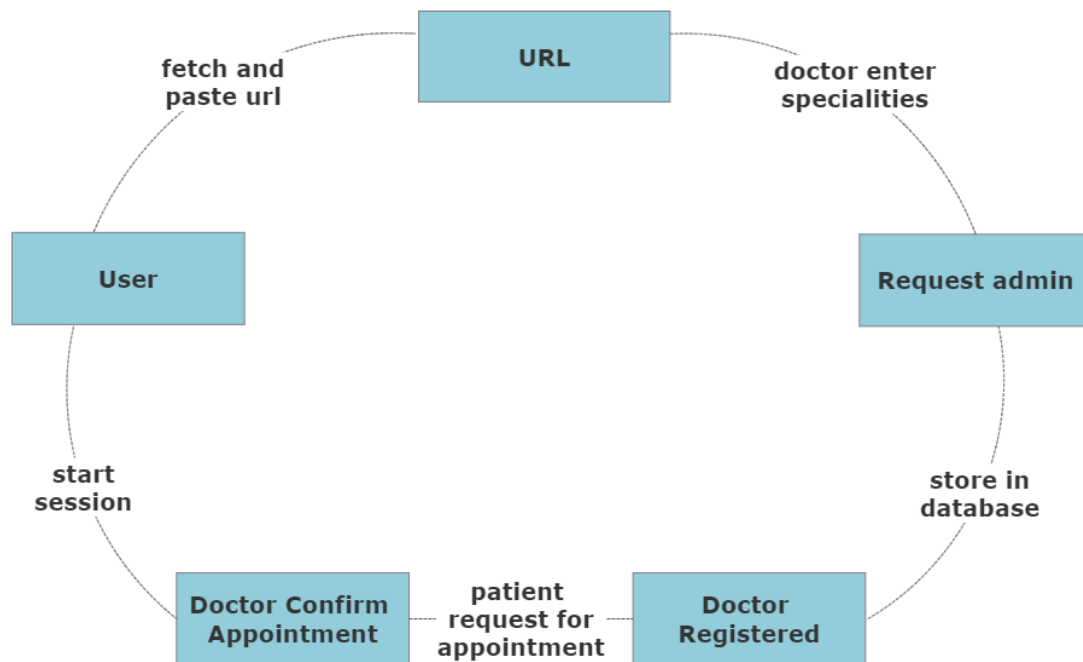 URL
fetch and
paste url
doctor enter
specialities
User
Request admin
start
session
store in
database
Doctor Confirm
Appointment
patient
request for
appointment
Doctor
Registered